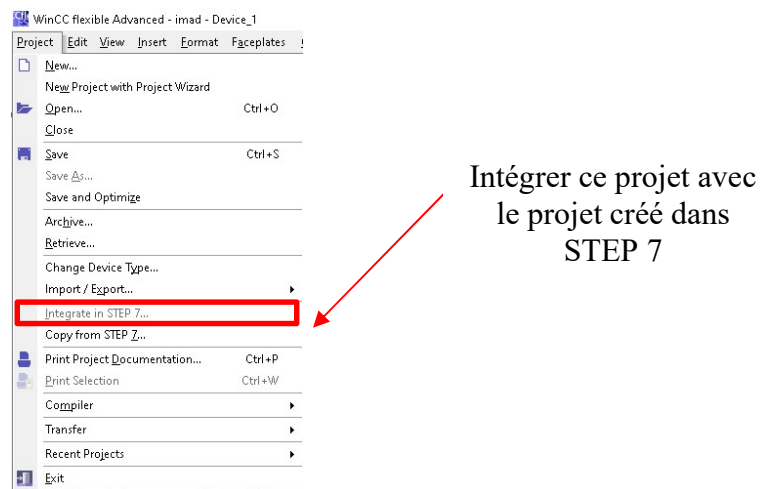 WinCC flexible Advanced - imad - Device_1
Project Edit View Insert Format Faceplates
New...
New Project with Project Wizard
Open... Ctrl+O
Close
Save Ctrl+S
Save As...
Save and Optimize
Archive...
Retrieve...
Change Device Type...
Import / Export...
Integrate in STEP 7...
Copy from STEP 7...
Print Project Documentation... Ctrl+P
Print Selection Ctrl+W
Compiler
Transfer
Recent Projects
Exit
Intégrer ce projet avec
le projet créé dans
STEP 7